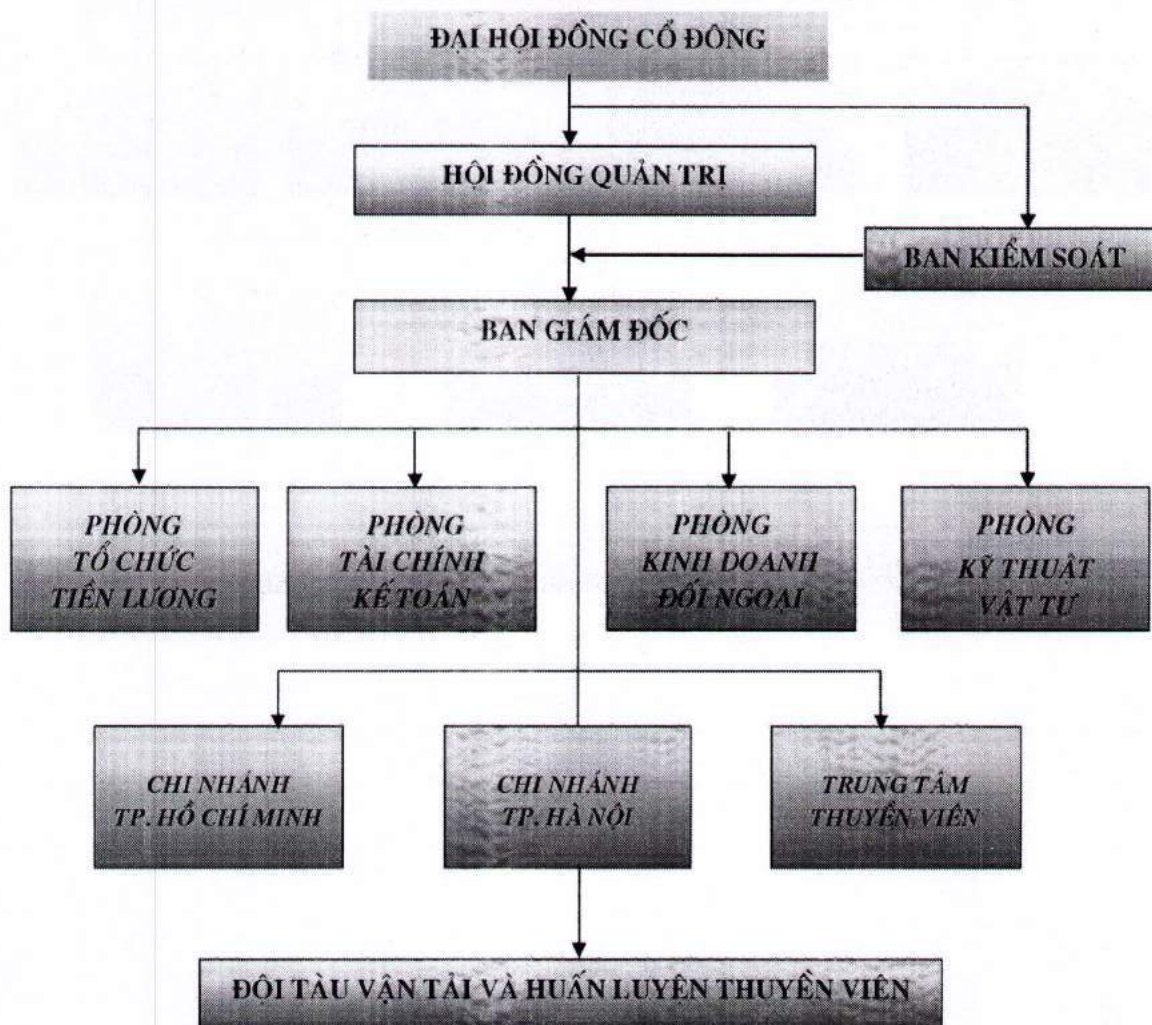 ĐẠI HỘI ĐỒNG CỔ ĐÔNG
HỘI ĐỒNG QUẢN TRỊ
BAN KIỂM SOÁT
BAN GIÁM ĐỐC
PHÒNG
TỔ CHỨC
TIỀN LƯƠNG
PHÒNG
TÀI CHÍNH
KẾ TOÁN
PHÒNG
KINH DOANH
ĐỐI NGOẠI
PHÒNG
KỸ THUẬT
VẬT TƯ
CHI NHÁNH
TP. HỒ CHÍ MINH
CHI NHÁNH
TP. HÀ NỘI
TRUNG TÂM
THUYỀN VIÊN
ĐỘI TÀU VẬN TẢI VÀ HUẤN LUYỆN THUYỀN VIÊN